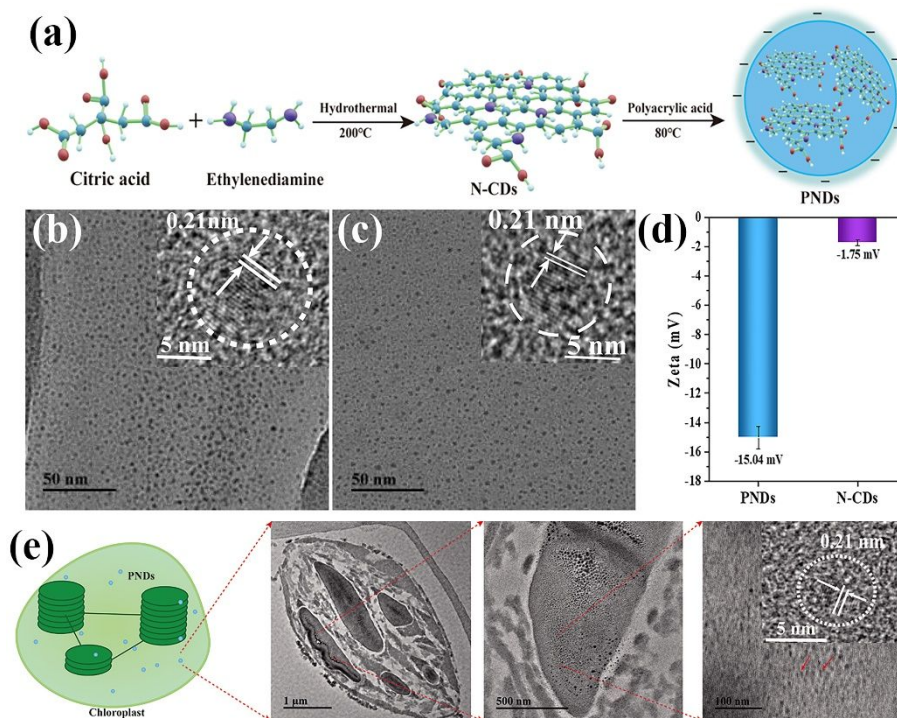 (a)
Citric acid
+
Ethylenediamine
Hydrothermal
200℃
N-CDs
Polyacrylic acid
80℃
PNDs
(b)
0.21nm
5 nm
50 nm
(c)
0.21 nm
5 nm
50 nm
(d)
Zeta (mV)
0
-2
-4
-6
-8
-10
-12
-14
-16
-18
-15.04 mV
-1.75 mV
PNDs
N-CDs
(e)
PNDs
Chloroplast
1 μm
500 nm
0.21 nm
5 nm
100 nm